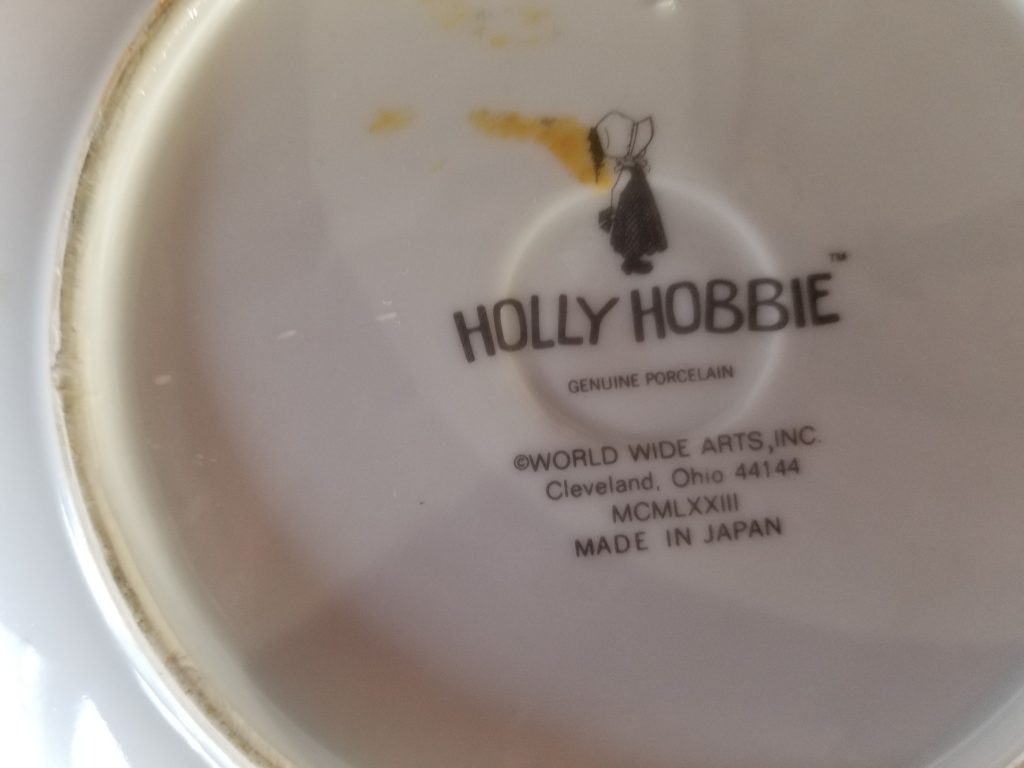 HOLLY HOBBIE™
GENUINE PORCELAIN
©WORLD WIDE ARTS, INC.
Cleveland, Ohio 44144
MCMLXXIII
MADE IN JAPAN